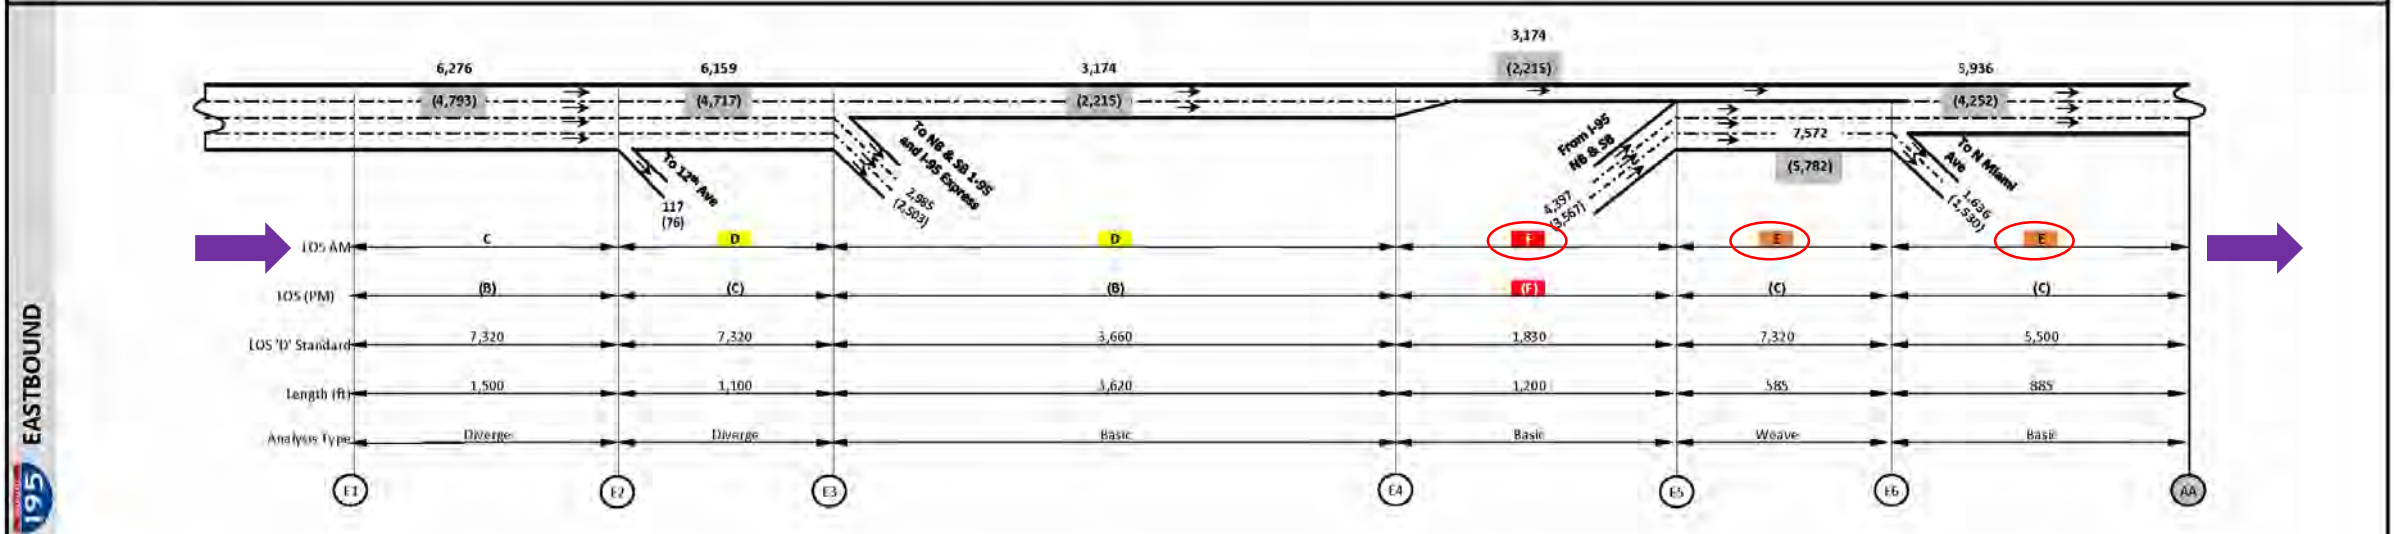 3,174
6,276 6,159 3,174 (2,215) 5,936
(4,793) (4,717) (2,215) (4,252)
To 12th Ave
117
(76)
To NB & SB I-95
and I-95 Express
2,985
(2,503)
From I-95
NB & SB
4,397
(3,567)
7,572
(5,782)
To N Miami
Ave
1,636
(1,530)
LOS AM C D D F E E
LOS (PM) (B) (C) (B) (F) (C) (C)
LOS 'D' Standard 7,320 7,320 3,660 1,830 7,320 5,500
Length (ft) 1,500 1,100 3,620 1,200 585 885
Analysis Type Diverge Diverge Basic Basic Weave Basic
E1 E2 E3 E4 E5 E6 AA
EASTBOUND
195